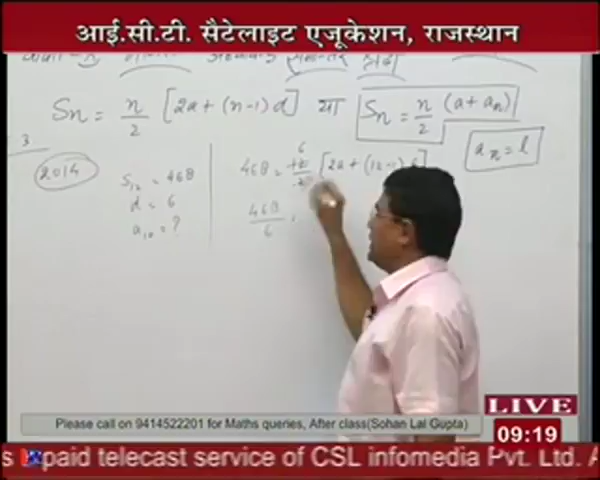 आई.सी.टी. सैटेलाइट एजूकेशन, राजस्थान
Sn = n/2 [2a + (n-1) d] या Sn = n/2 (a + an)
an = l
3
2014
S12 = 468
d = 6
a10 = ?
468 = 12/2 [2a + (12-1) 6]
6
468/6 =
Please call on 9414522201 for Maths queries, After class(Sohan Lal Gupta)
LIVE
09:19
s paid telecast service of CSL infomedia Pvt. Ltd. A